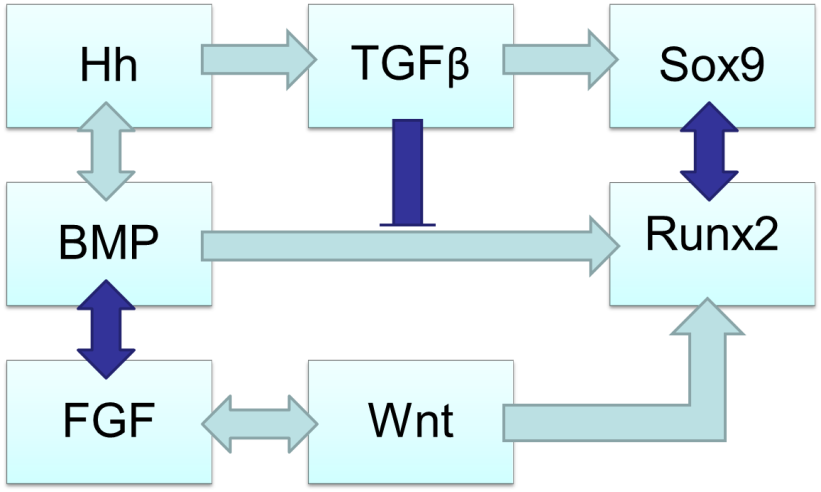 Hh
TGFβ
Sox9
BMP
Runx2
FGF
Wnt